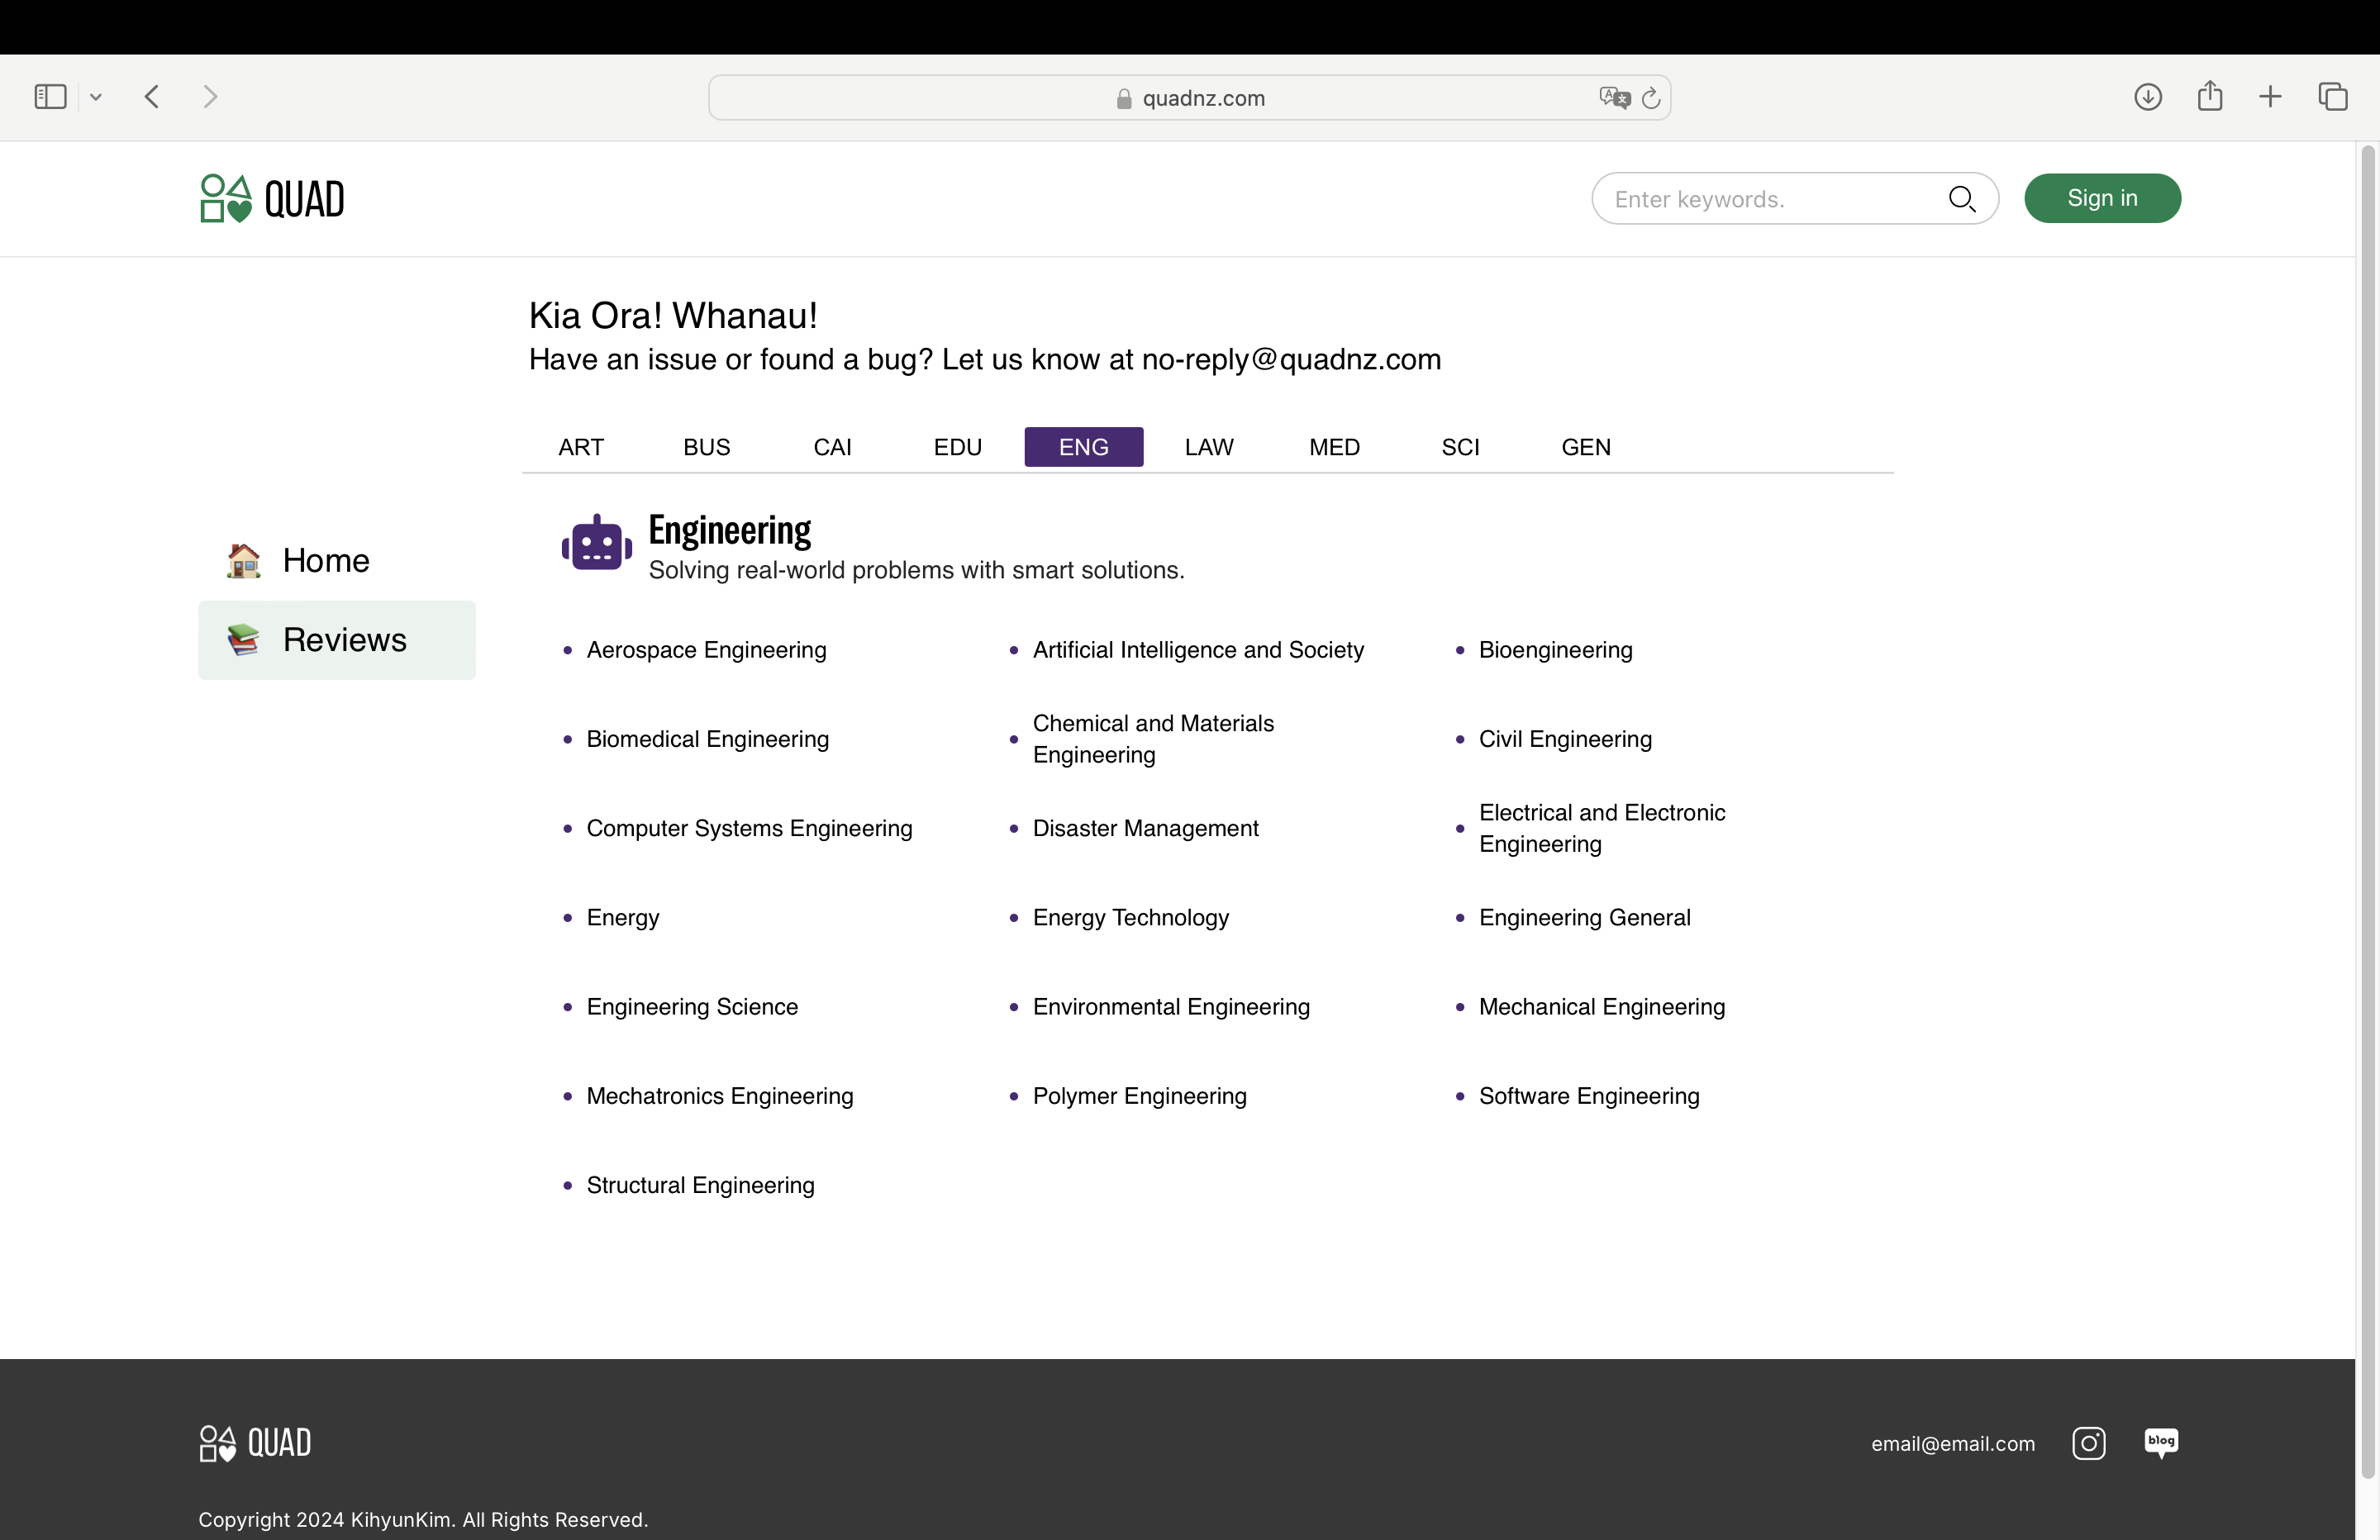 quadnz.com
QUAD
Enter keywords.
Sign in
Kia Ora! Whanau!
Have an issue or found a bug? Let us know at no-reply@quadnz.com
ART BUS CAI EDU ENG LAW MED SCI GEN
Home
Reviews
Engineering
Solving real-world problems with smart solutions.
Aerospace Engineering
Artificial Intelligence and Society
Bioengineering
Biomedical Engineering
Chemical and Materials
Engineering
Civil Engineering
Computer Systems Engineering
Disaster Management
Electrical and Electronic
Engineering
Energy
Energy Technology
Engineering General
Engineering Science
Environmental Engineering
Mechanical Engineering
Mechatronics Engineering
Polymer Engineering
Software Engineering
Structural Engineering
QUAD
email@email.com
blog
Copyright 2024 KihyunKim. All Rights Reserved.